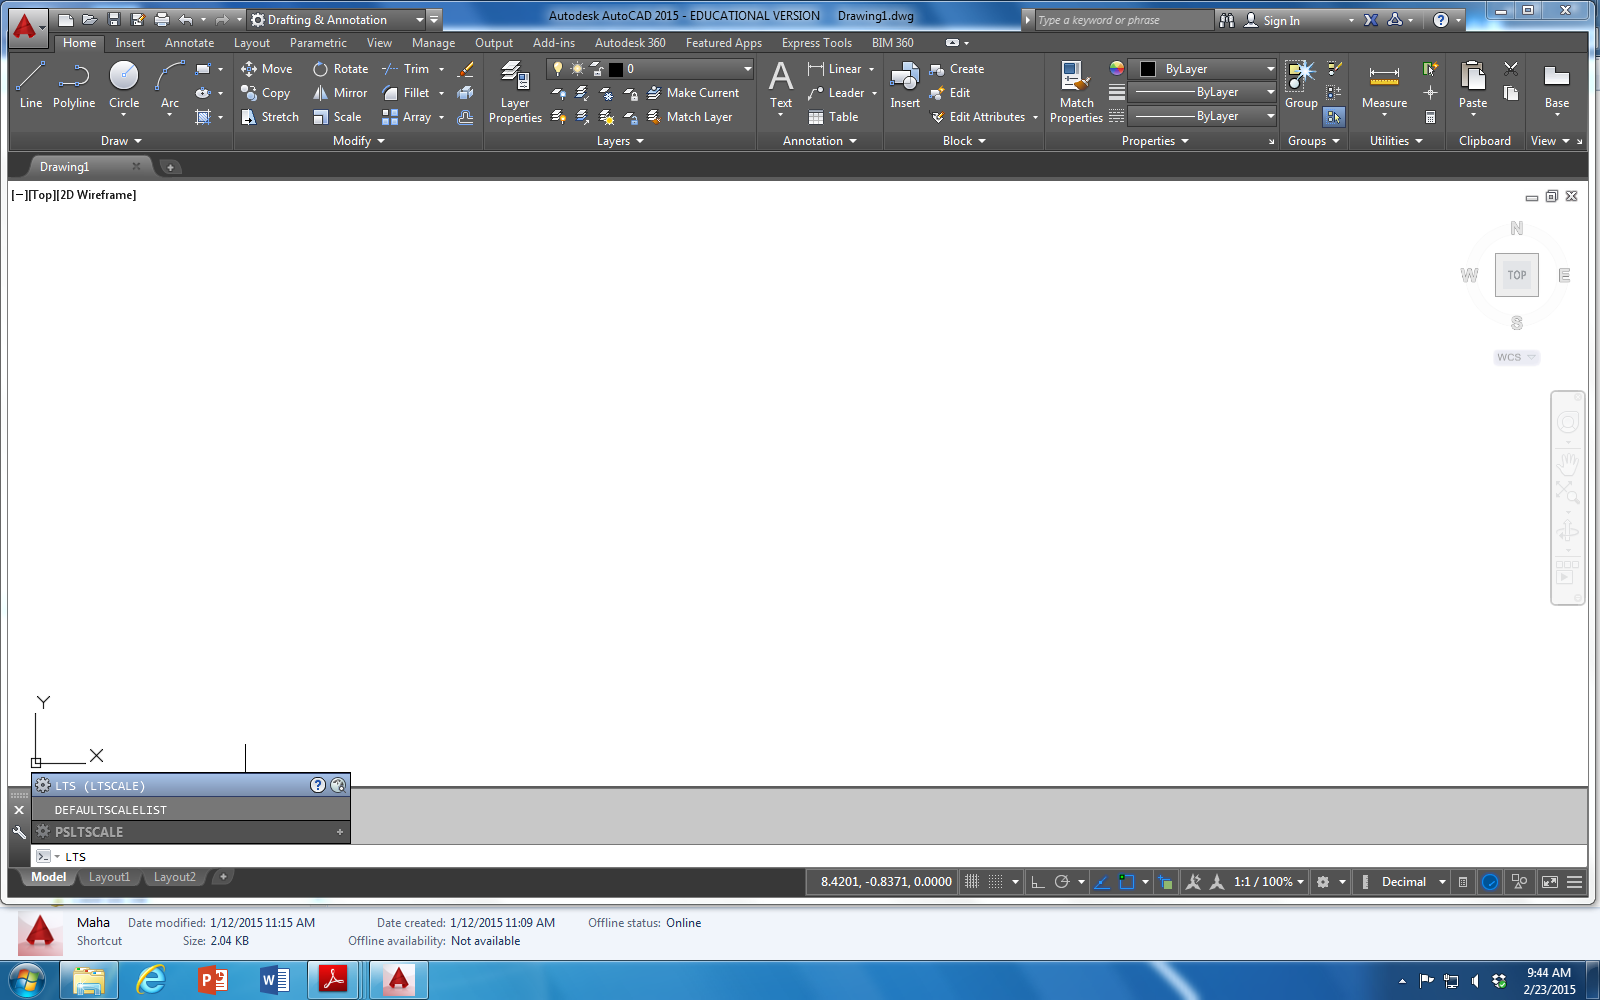 Drafting & Annotation
Autodesk AutoCAD 2015 - EDUCATIONAL VERSION Drawing1.dwg
Type a keyword or phrase
Sign In
Home Insert Annotate Layout Parametric View Manage Output Add-ins Autodesk 360 Featured Apps Express Tools BIM 360
Line Polyline Circle Arc
Move Rotate Trim
Copy Mirror Fillet
Stretch Scale Array
Layer Properties
0
Make Current
Match Layer
Text
Linear
Leader
Table
Insert
Create
Edit
Edit Attributes
Match Properties
ByLayer
ByLayer
ByLayer
Group
Measure
Paste
Base
Draw Modify Layers Annotation Block Properties Groups Utilities Clipboard View
Drawing1
[−][Top][2D Wireframe]
N
W TOP E
S
WCS
Y
X
LTS (LTSCALE)
DEFAULTSCALELIST
PSLTSCALE
LTS
Model Layout1 Layout2
8.4201, -0.8371, 0.0000
1:1 / 100%
Decimal
Maha Date modified: 1/12/2015 11:15 AM Date created: 1/12/2015 11:09 AM Offline status: Online
Shortcut Size: 2.04 KB Offline availability: Not available
9:44 AM
2/23/2015